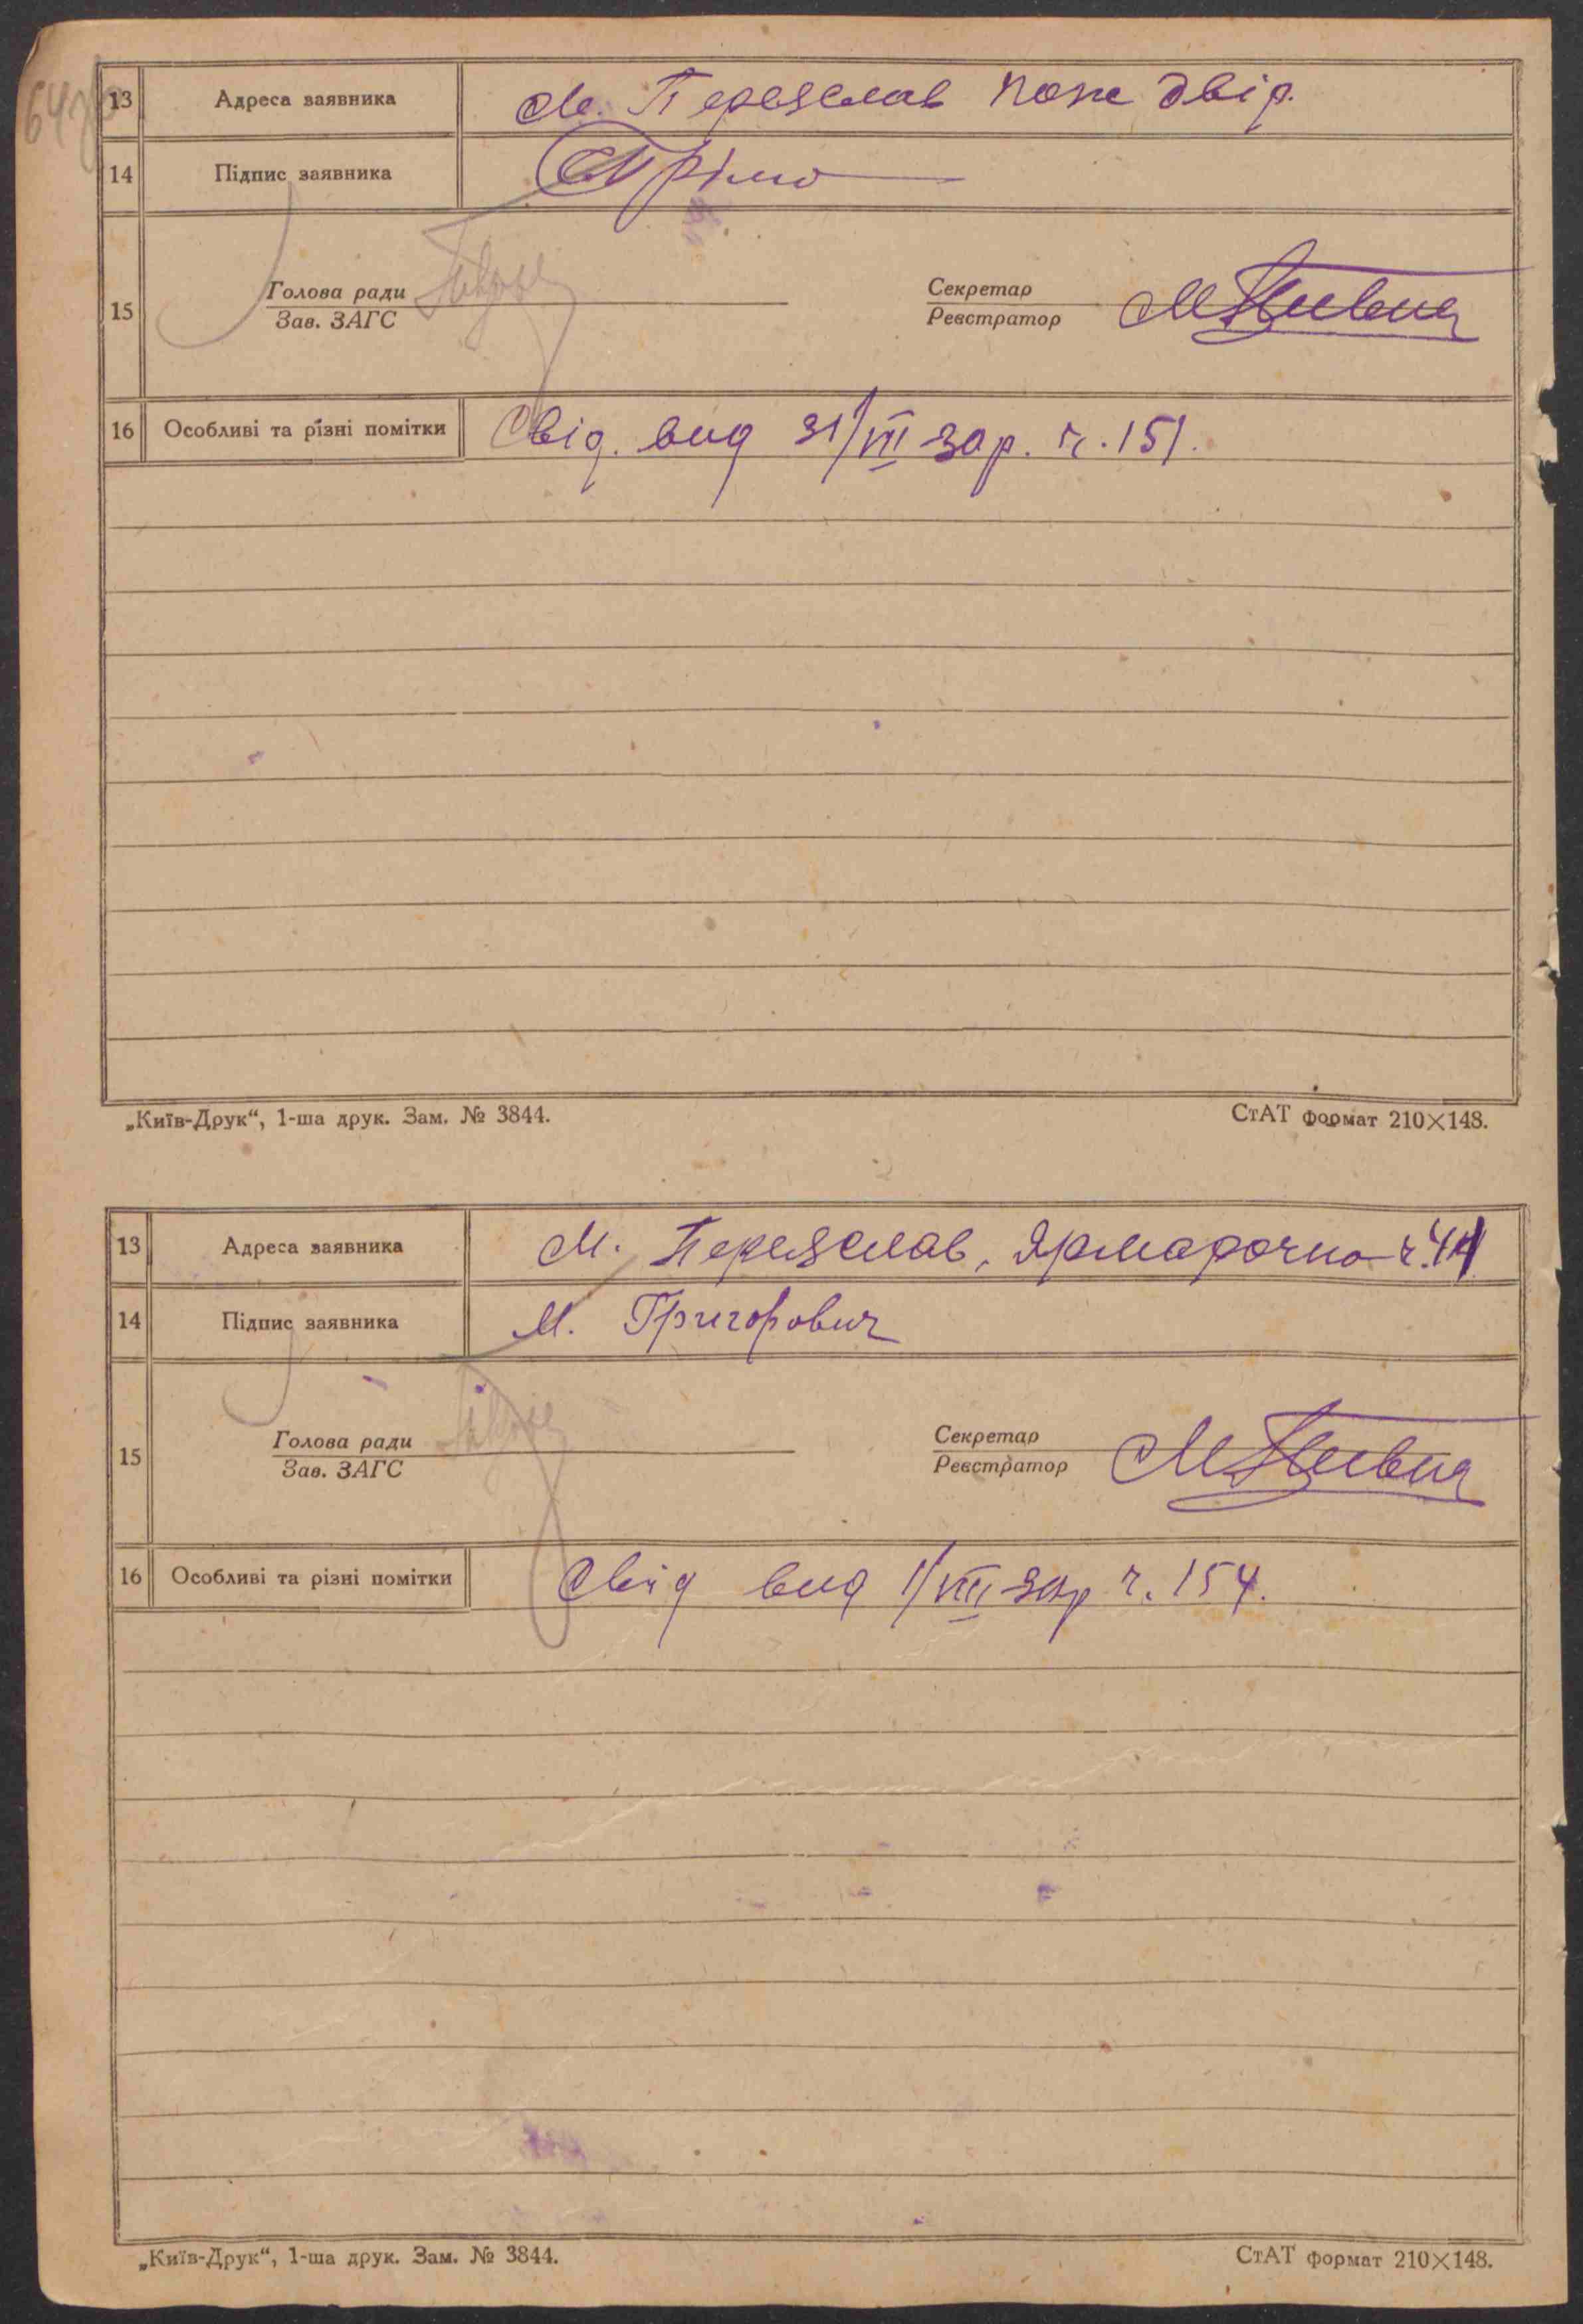 13 Адреса заявника м. Переяслав пож двір.
14 Підпис заявника
15 Голова ради
Зав. ЗАГС
Секретар
Реєстратор
16 Особливі та різні помітки Свід. вид 31/VII зар. ч. 151.
„Київ-Друк“, 1-ша друк. Зам. № 3844. СтАТ формат 210×148.
13 Адреса заявника м. Переяслав, Ярмарочна ч.
14 Підпис заявника М. Григорович
15 Голова ради
Зав. ЗАГС
Секретар
Реєстратор
16 Особливі та різні помітки Свід вид 1/VIII зар ч. 154.
„Київ-Друк“, 1-ша друк. Зам. № 3844. СтАТ формат 210×148.